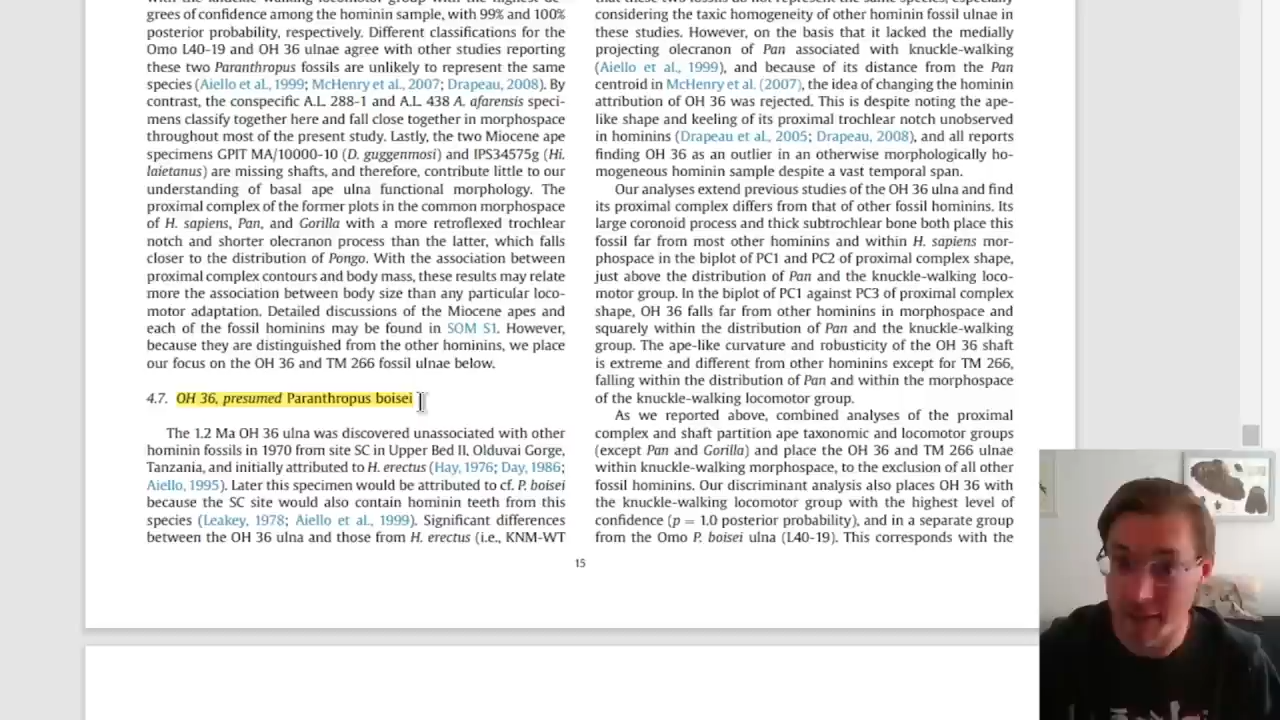 grees of confidence among the hominin sample, with 99% and 100%
posterior probability, respectively. Different classifications for the
Omo L40-19 and OH 36 ulnae agree with other studies reporting
these two Paranthropus fossils are unlikely to represent the same
species (Aiello et al., 1999; McHenry et al., 2007; Drapeau, 2008). By
contrast, the conspecific A.L. 288-1 and A.L. 438 A. afarensis speci-
mens classify together here and fall close together in morphospace
throughout most of the present study. Lastly, the two Miocene ape
specimens GPIT MA/10000-10 (D. guggenmosi) and IPS34575g (Hi.
laietanus) are missing shafts, and therefore, contribute little to our
understanding of basal ape ulna functional morphology. The
proximal complex of the former plots in the common morphospace
of H. sapiens, Pan, and Gorilla with a more retroflexed trochlear
notch and shorter olecranon process than the latter, which falls
closer to the distribution of Pongo. With the association between
proximal complex contours and body mass, these results may relate
more the association between body size than any particular loco-
motor adaptation. Detailed discussions of the Miocene apes and
each of the fossil hominins may be found in SOM S1. However,
because they are distinguished from the other hominins, we place
our focus on the OH 36 and TM 266 fossil ulnae below.
4.7. OH 36, presumed Paranthropus boisei
The 1.2 Ma OH 36 ulna was discovered unassociated with other
hominin fossils in 1970 from site SC in Upper Bed II, Olduvai Gorge,
Tanzania, and initially attributed to H. erectus (Hay, 1976; Day, 1986;
Aiello, 1995). Later this specimen would be attributed to cf. P. boisei
because the SC site would also contain hominin teeth from this
species (Leakey, 1978; Aiello et al., 1999). Significant differences
between the OH 36 ulna and those from H. erectus (i.e., KNM-WT
that these two fossils do not represent the same species, especially
considering the taxic homogeneity of other hominin fossil ulnae in
these studies. However, on the basis that it lacked the medially
projecting olecranon of Pan associated with knuckle-walking
(Aiello et al., 1999), and because of its distance from the Pan
centroid in McHenry et al. (2007), the idea of changing the hominin
attribution of OH 36 was rejected. This is despite noting the ape-
like shape and keeling of its proximal trochlear notch unobserved
in hominins (Drapeau et al., 2005; Drapeau, 2008), and all reports
finding OH 36 as an outlier in an otherwise morphologically ho-
mogeneous hominin sample despite a vast temporal span.
Our analyses extend previous studies of the OH 36 ulna and find
its proximal complex differs from that of other fossil hominins. Its
large coronoid process and thick subtrochlear bone both place this
fossil far from most other hominins and within H. sapiens mor-
phospace in the biplot of PC1 and PC2 of proximal complex shape,
just above the distribution of Pan and the knuckle-walking loco-
motor group. In the biplot of PC1 against PC3 of proximal complex
shape, OH 36 falls far from other hominins in morphospace and
squarely within the distribution of Pan and the knuckle-walking
group. The ape-like curvature and robusticity of the OH 36 shaft
is extreme and different from other hominins except for TM 266,
falling within the distribution of Pan and within the morphospace
of the knuckle-walking locomotor group.
As we reported above, combined analyses of the proximal
complex and shaft partition ape taxonomic and locomotor groups
(except Pan and Gorilla) and place the OH 36 and TM 266 ulnae
within knuckle-walking morphospace, to the exclusion of all other
fossil hominins. Our discriminant analysis also places OH 36 with
the knuckle-walking locomotor group with the highest level of
confidence (p = 1.0 posterior probability), and in a separate group
from the Omo P. boisei ulna (L40-19). This corresponds with the
15